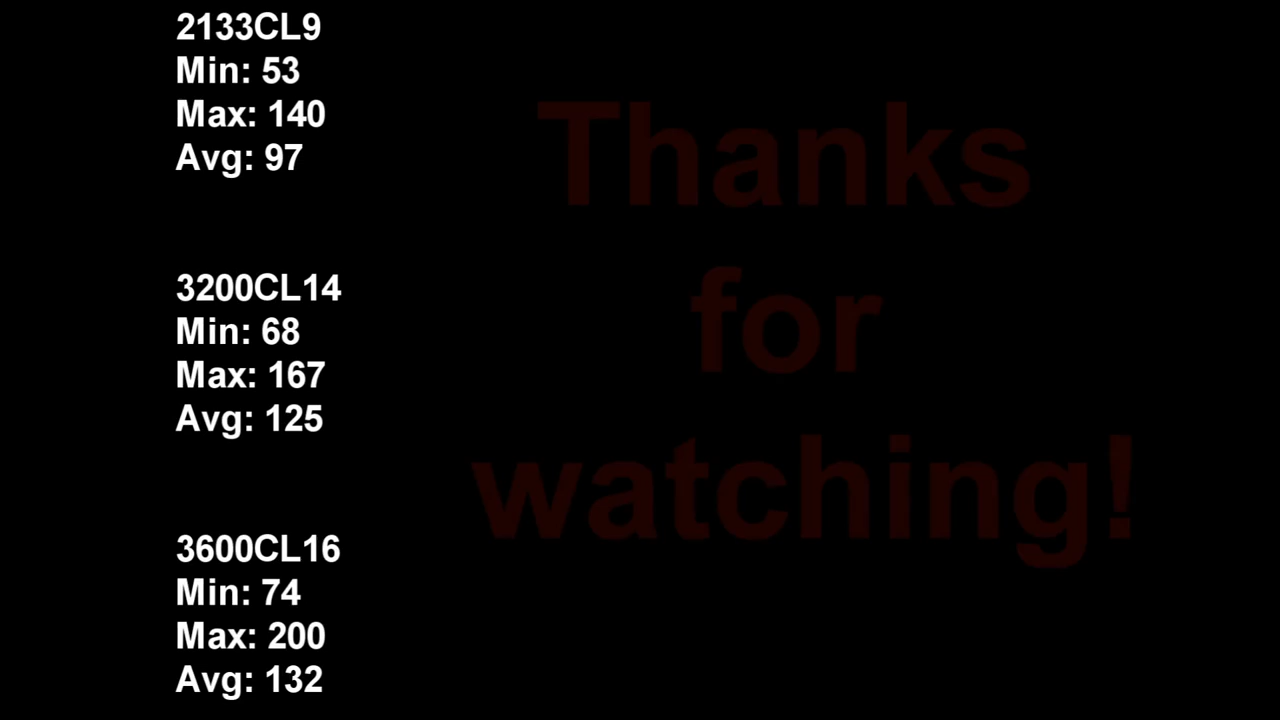 2133CL9
Min: 53
Max: 140
Avg: 97
3200CL14
Min: 68
Max: 167
Avg: 125
3600CL16
Min: 74
Max: 200
Avg: 132
Thanks
for
watching!